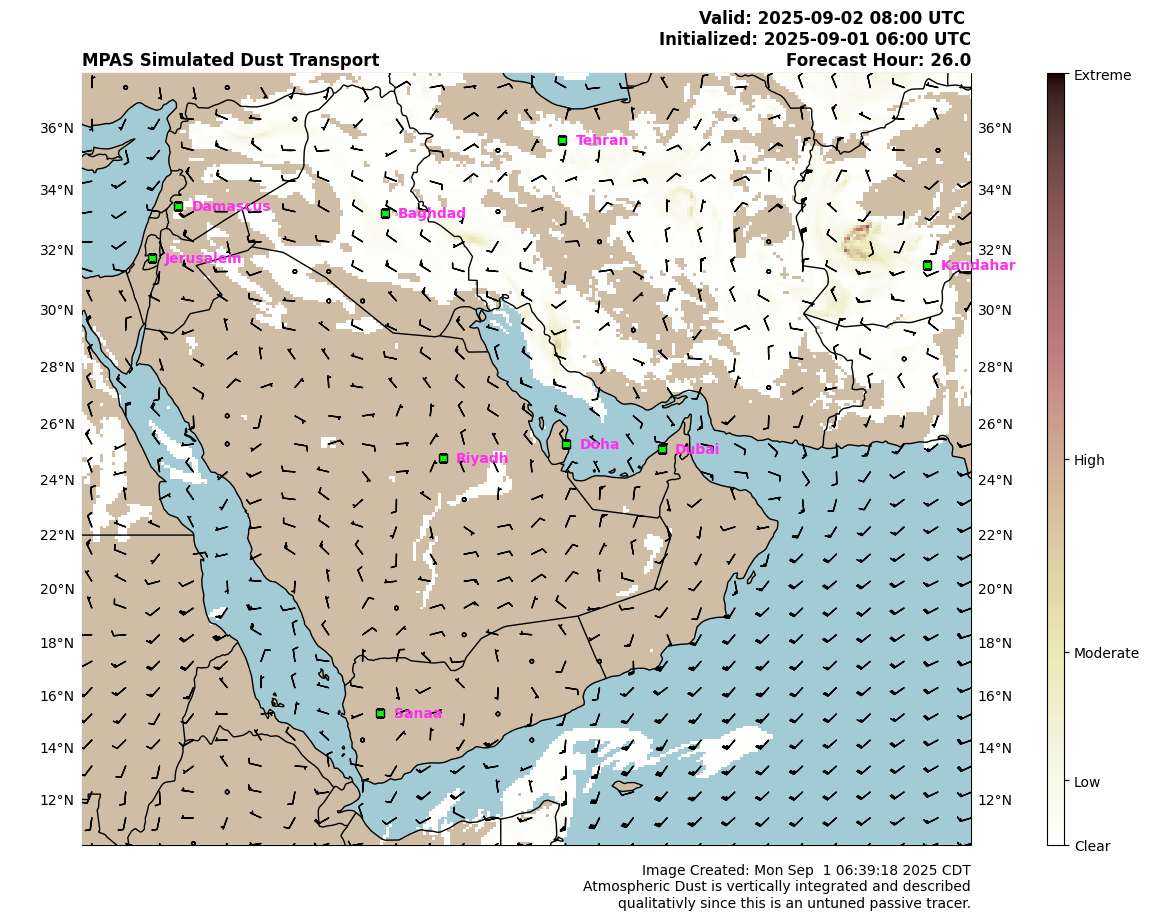 Valid: 2025-09-02 08:00 UTC
Initialized: 2025-09-01 06:00 UTC
MPAS Simulated Dust Transport
Forecast Hour: 26.0
Extreme
36°N
36°N
Tehran
34°N
34°N
Damascus
Baghdad
32°N
32°N
Jerusalem
Kandahar
30°N
30°N
28°N
28°N
26°N
26°N
Doha
Dubai
Riyadh
High
24°N
24°N
22°N
22°N
20°N
20°N
18°N
18°N
Moderate
16°N
16°N
Sanaa
14°N
14°N
Low
12°N
12°N
Clear
Image Created: Mon Sep  1 06:39:18 2025 CDT
Atmospheric Dust is vertically integrated and described
qualitativly since this is an untuned passive tracer.